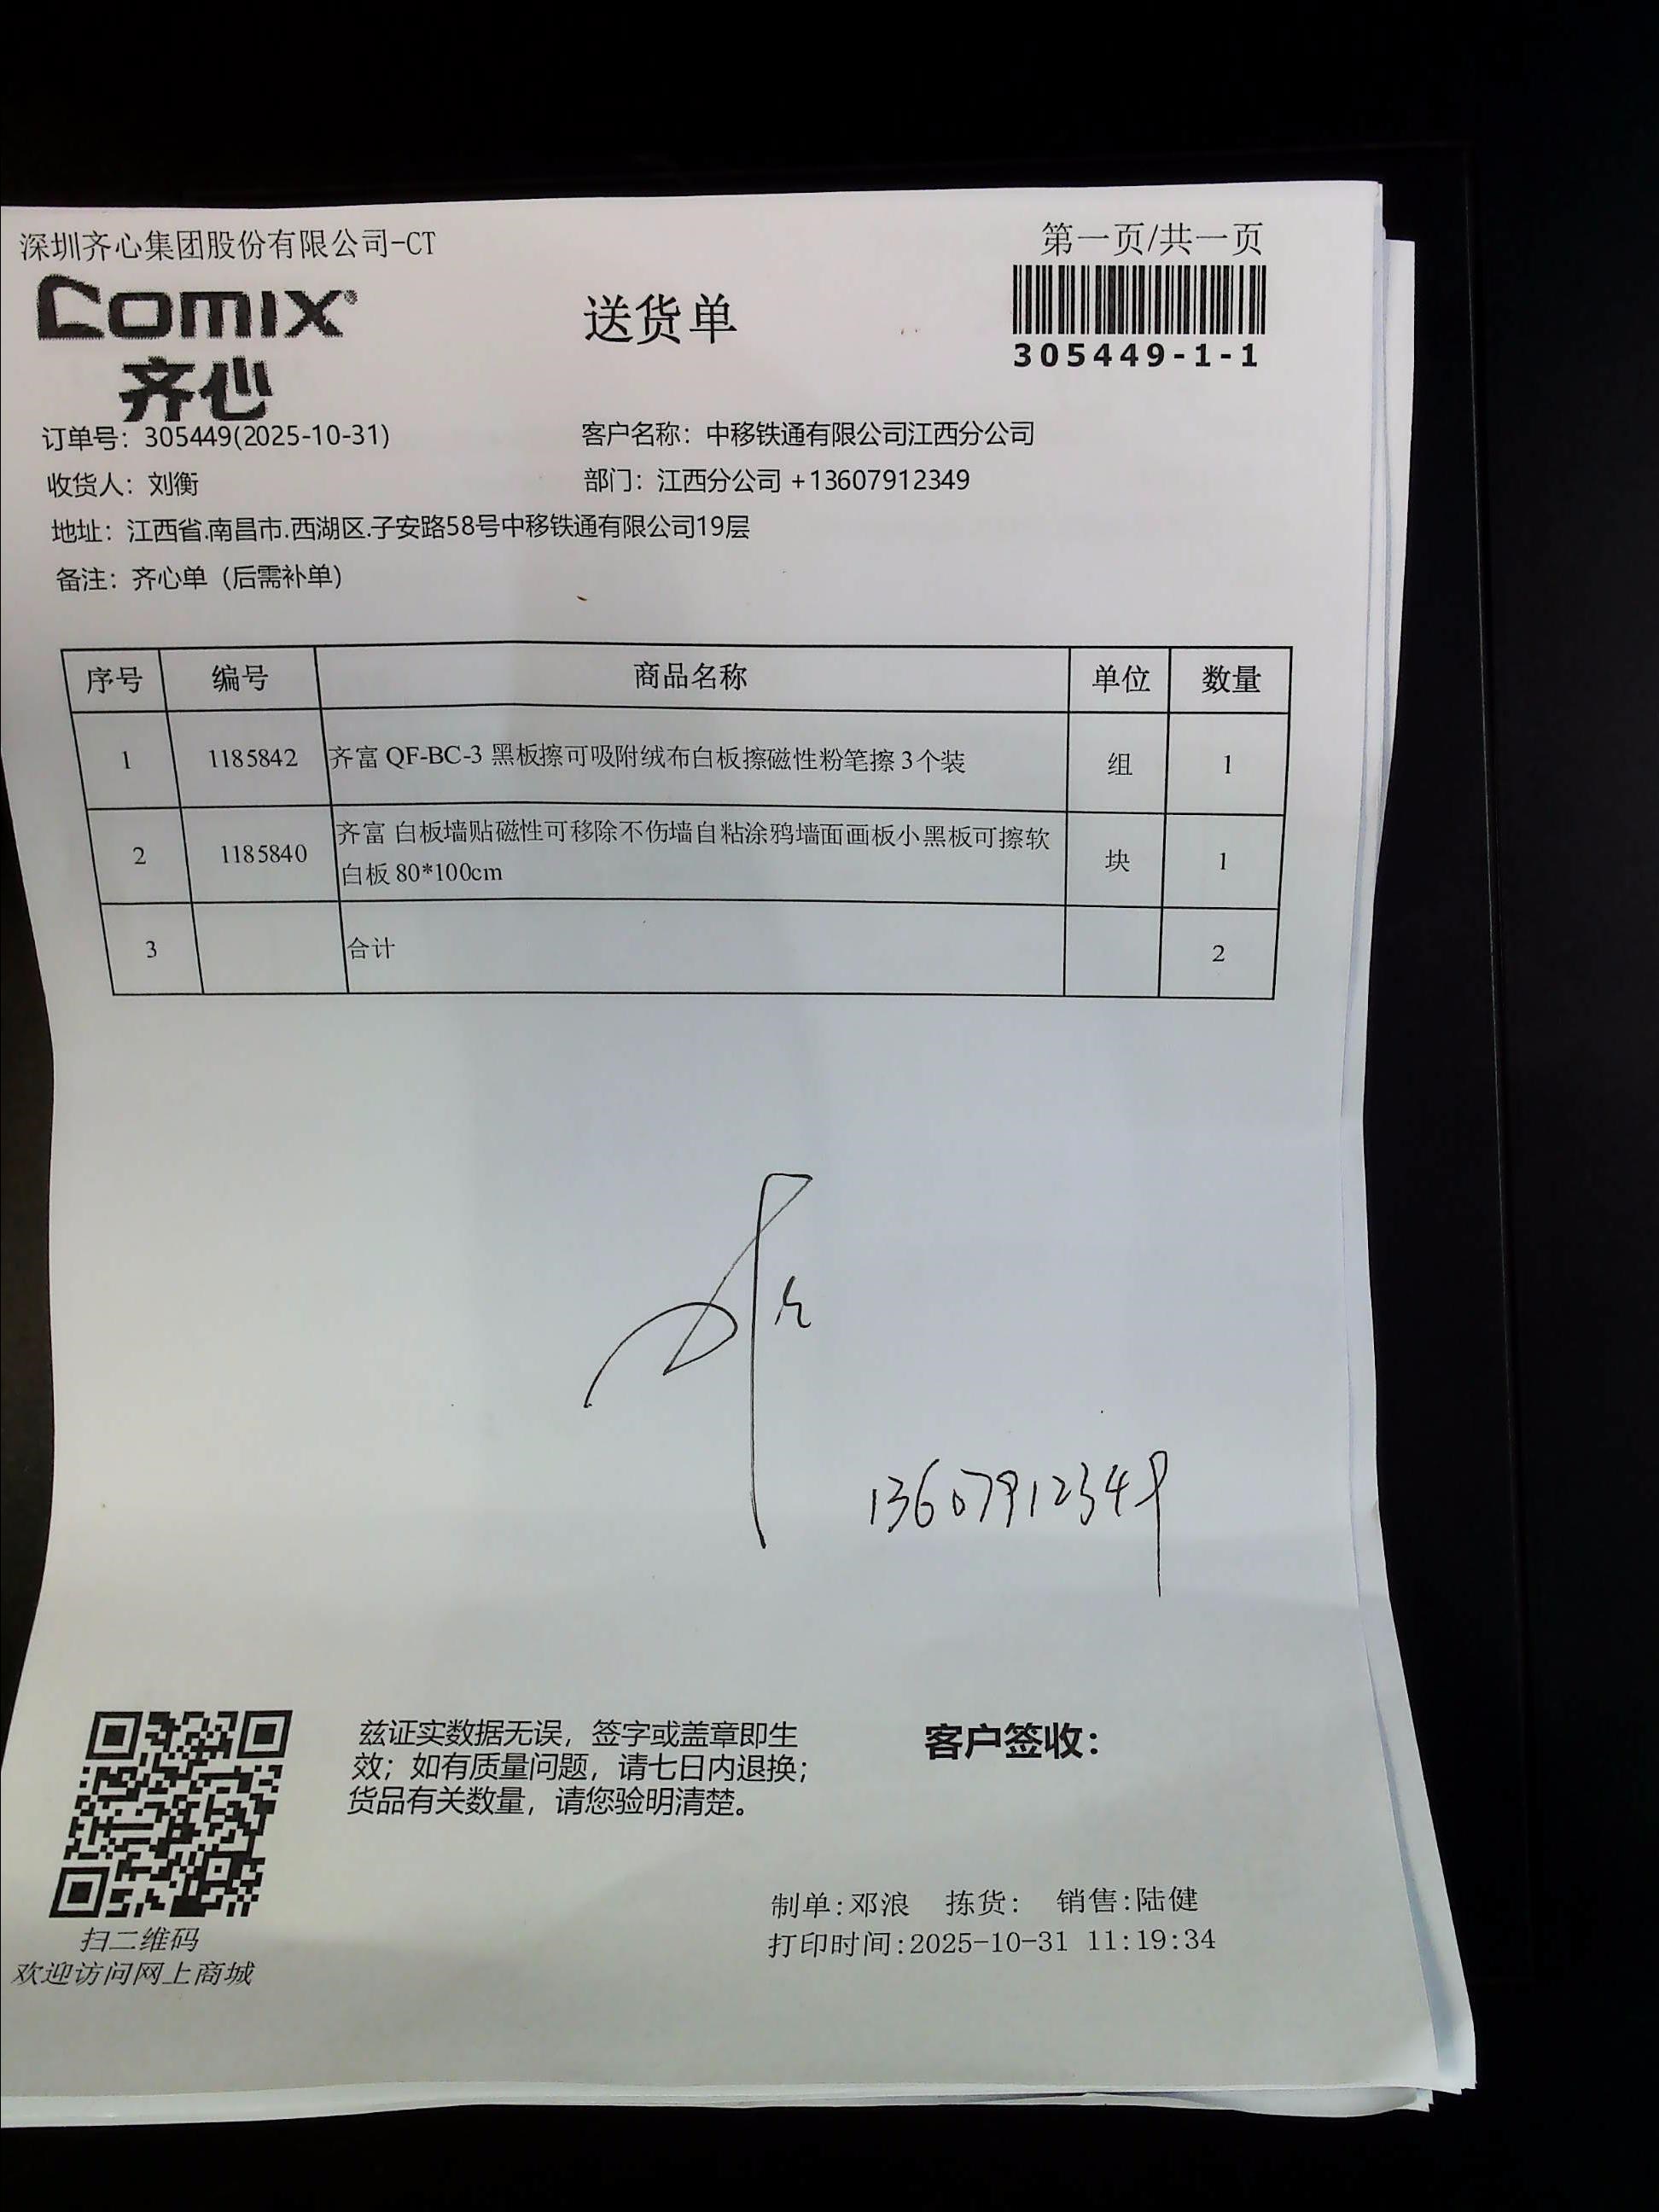 深圳齐心集团股份有限公司-CT
第一页/共一页
COMIX®
齐心
送货单
305449-1-1
订单号：305449(2025-10-31)
客户名称：中移铁通有限公司江西分公司
收货人：刘衡
部门：江西分公司 +13607912349
地址：江西省.南昌市.西湖区.子安路58号中移铁通有限公司19层
备注：齐心单（后需补单）
序号 编号 商品名称 单位 数量
1 1185842 齐富 QF-BC-3 黑板擦可吸附绒布白板擦磁性粉笔擦 3个装 组 1
2 1185840 齐富 白板墙贴磁性可移除不伤墙自粘涂鸦墙面画板小黑板可擦软
白板 80*100cm 块 1
3 合计 2
13607912349
兹证实数据无误，签字或盖章即生
效；如有质量问题，请七日内退换；
货品有关数量，请您验明清楚。
客户签收：
扫二维码
欢迎访问网上商城
制单:邓浪 拣货: 销售:陆健
打印时间:2025-10-31 11:19:34